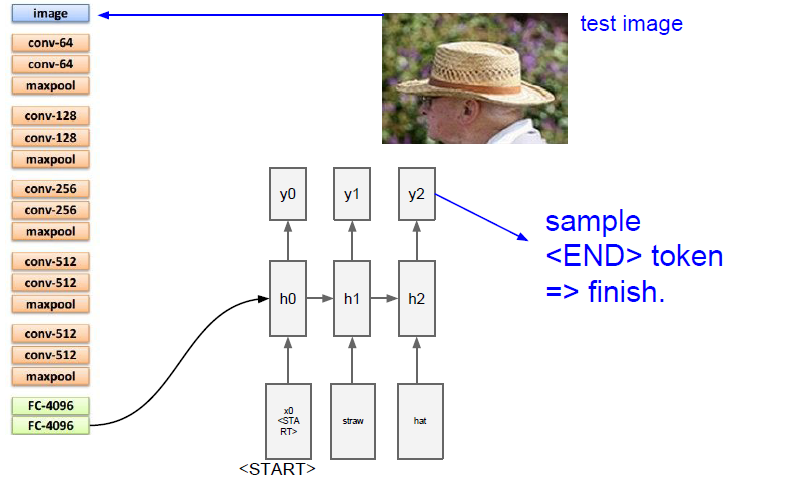 image
conv-64
conv-64
maxpool
conv-128
conv-128
maxpool
conv-256
conv-256
maxpool
conv-512
conv-512
maxpool
conv-512
conv-512
maxpool
FC-4096
FC-4096
test image
y0
y1
y2
sample
<END> token
=> finish.
h0
h1
h2
x0
<STA
RT>
straw
hat
<START>